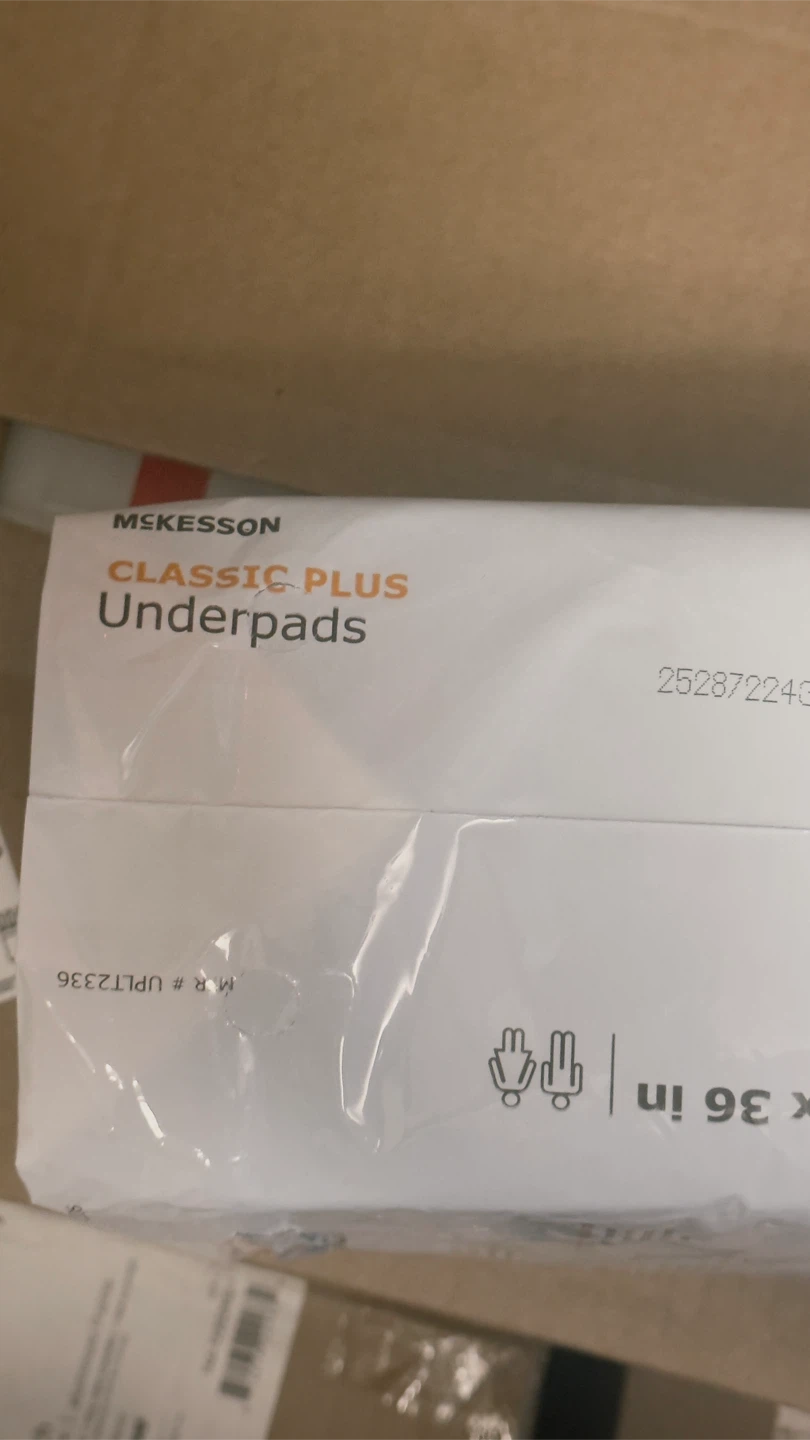 McKESSON
CLASSIC PLUS
Underpads
25287224
MFR # UPLT2336
x 36 in